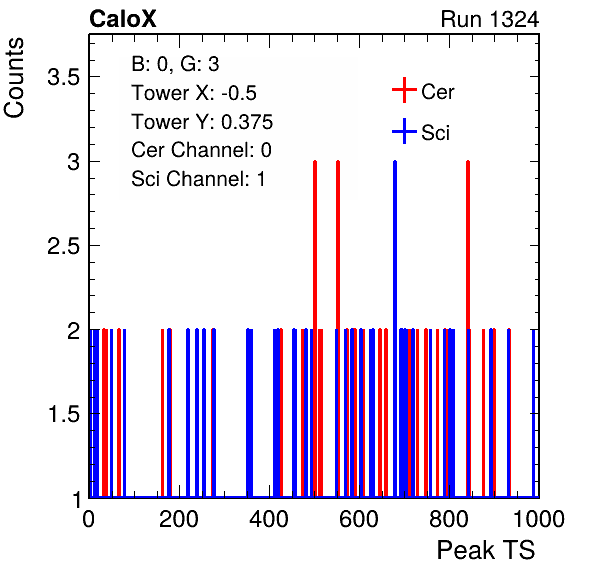 CaloX
Run 1324
Counts
B: 0, G: 3
Tower X: -0.5
Tower Y: 0.375
Cer Channel: 0
Sci Channel: 1
Cer
Sci
3.5
3
2.5
2
1.5
1
0 200 400 600 800 1000
Peak TS